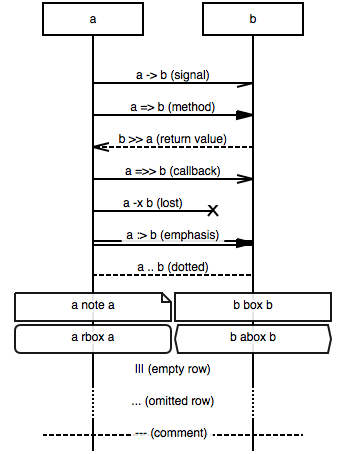 a b
a -> b (signal)
a => b (method)
b >> a (return value)
a =>> b (callback)
a -x b (lost)
a :> b (emphasis)
a .. b (dotted)
a note a b box b
a rbox a b abox b
||| (empty row)
... (omitted row)
--- (comment)